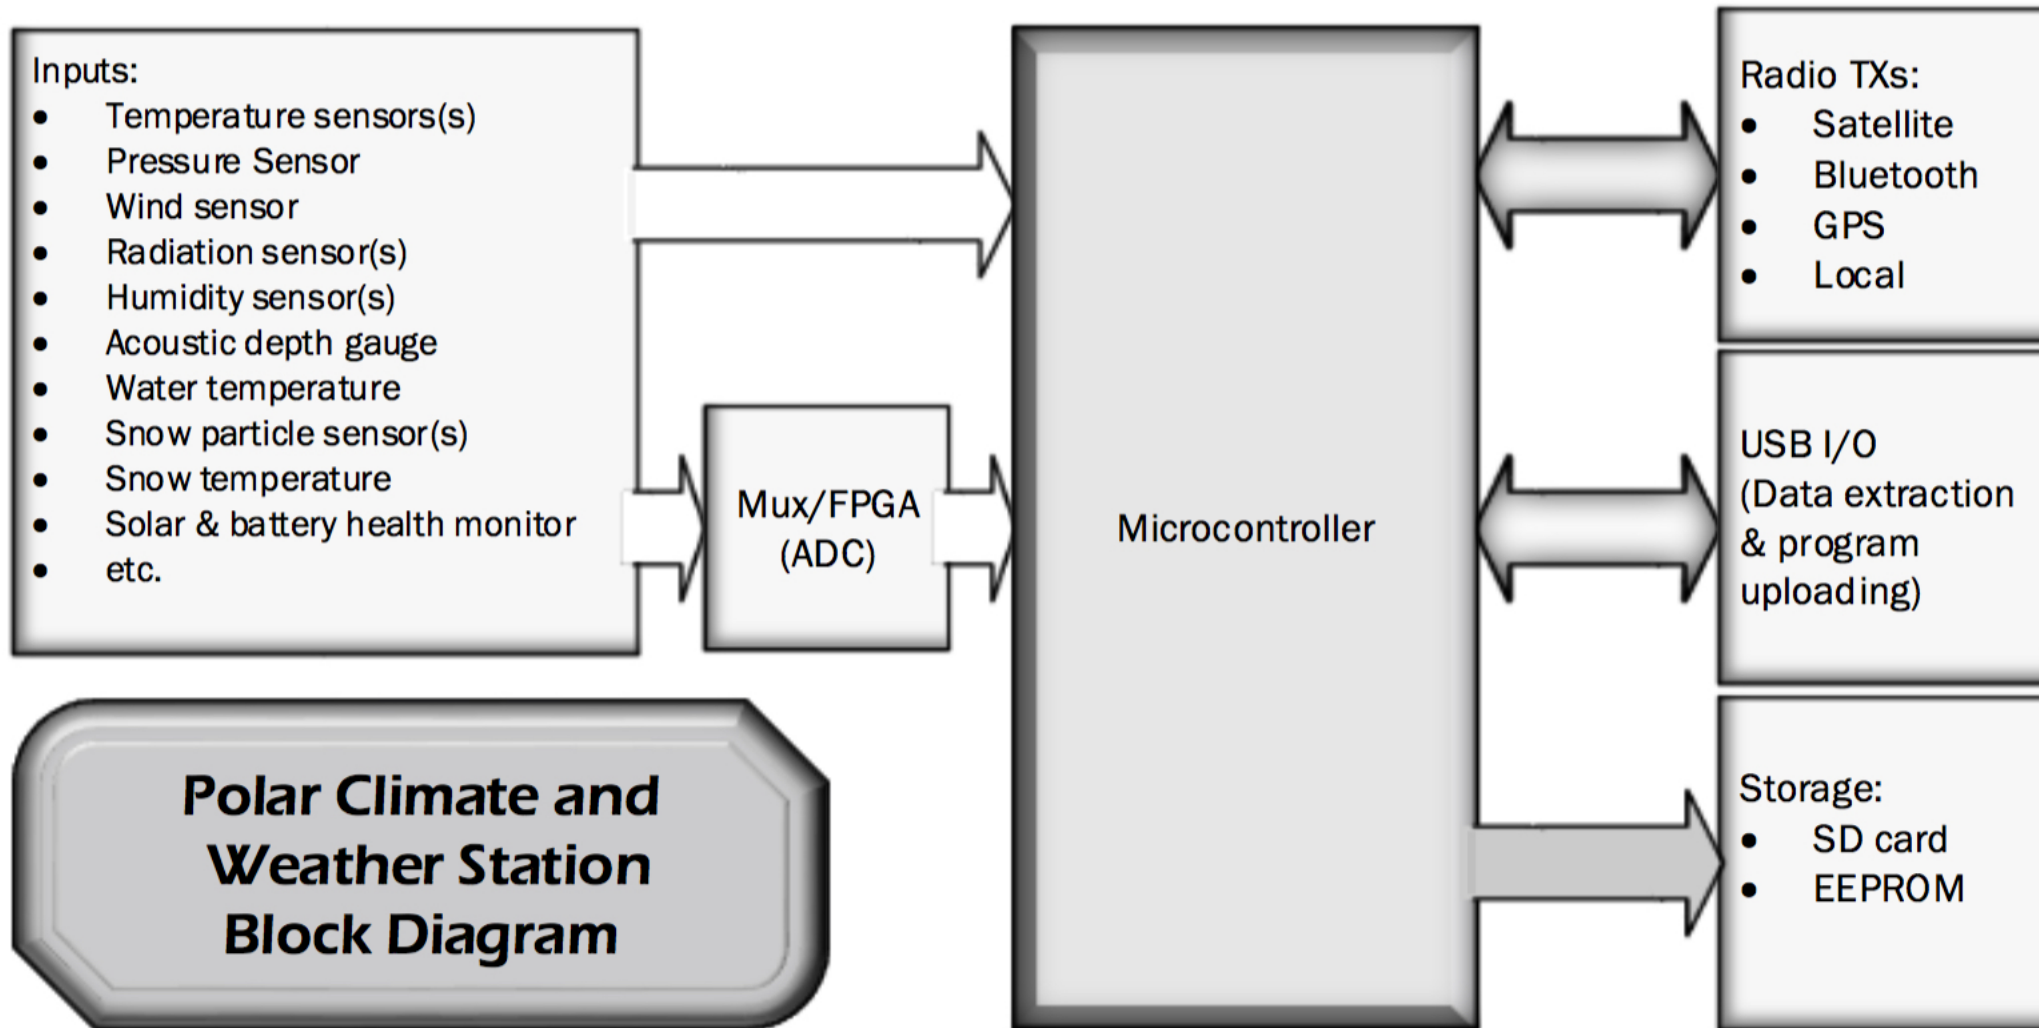 Inputs:
• Temperature sensors(s)
• Pressure Sensor
• Wind sensor
• Radiation sensor(s)
• Humidity sensor(s)
• Acoustic depth gauge
• Water temperature
• Snow particle sensor(s)
• Snow temperature
• Solar & battery health monitor
• etc.
Mux/FPGA
(ADC)
Microcontroller
Radio TXs:
• Satellite
• Bluetooth
• GPS
• Local
USB I/O
(Data extraction
& program
uploading)
Storage:
• SD card
• EEPROM
Polar Climate and
Weather Station
Block Diagram